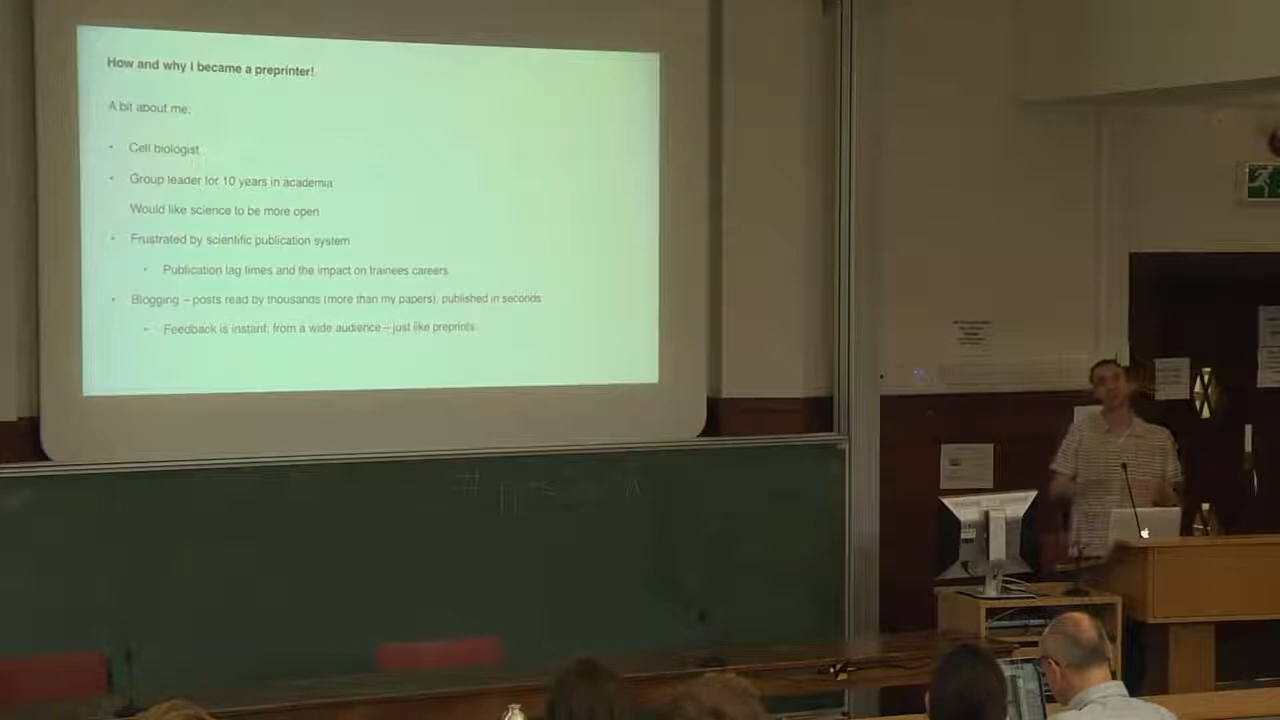 How and why I became a preprinter!
A bit about me:
• Cell biologist
• Group leader for 10 years in academia
Would like science to be more open
• Frustrated by scientific publication system
• Publication lag times and the impact on trainees careers
• Blogging – posts read by thousands (more than my papers), published in seconds
• Feedback is instant, from a wide audience – just like preprints.